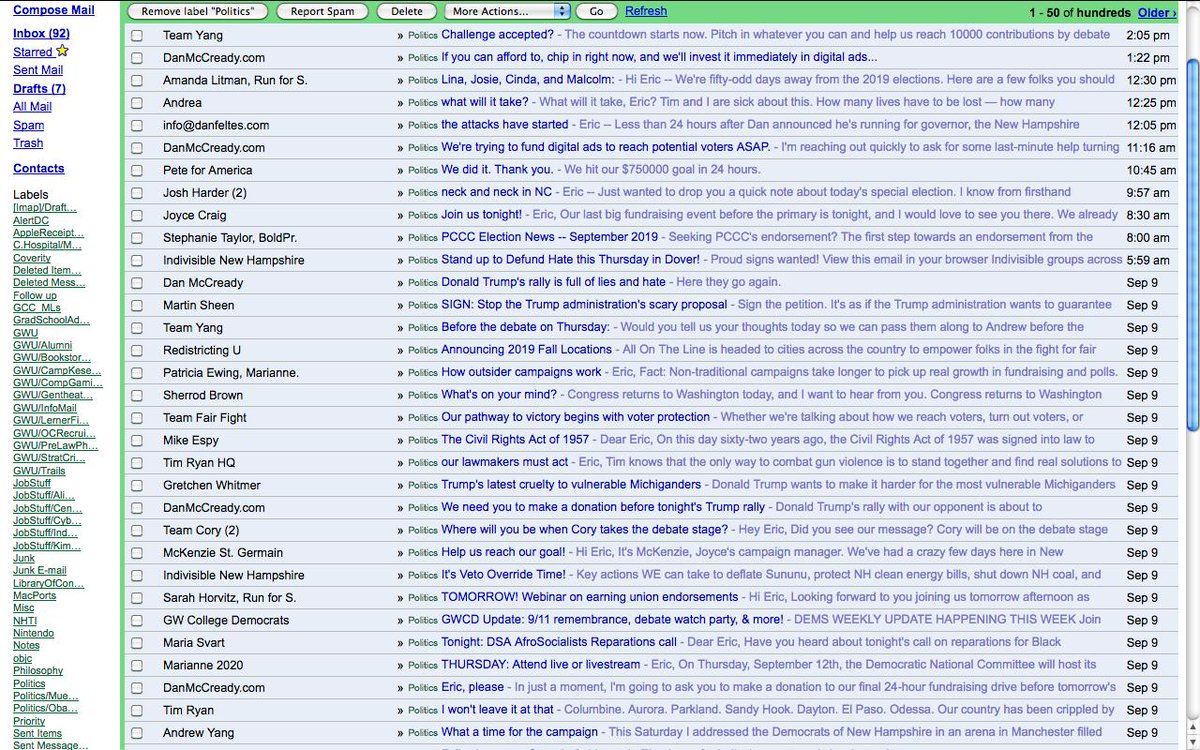 Compose Mail
Inbox (92)
Starred
Sent Mail
Drafts (7)
All Mail
Spam
Trash
Contacts
Labels
[Imap]/Draft...
AlertDC
AppleReceipt...
C.Hospital/M...
Coverity
Deleted Item...
Deleted Mess...
Follow up
GCC_MLs
GradSchoolAd...
GWU
GWU/Alumni
GWU/Bookstor...
GWU/CampKese...
GWU/CompGami...
GWU/Gentheat...
GWU/InfoMail
GWU/LernerFi...
GWU/OCRecrui...
GWU/PreLawPh...
GWU/StratCri...
GWU/Trails
JobStuff
JobStuff/Ali...
JobStuff/Cen...
JobStuff/Cyb...
JobStuff/Ind...
JobStuff/Kim...
Junk
Junk E-mail
LibraryOfCon...
MacPorts
Misc
NHTI
Nintendo
Notes
objc
Philosophy
Politics
Politics/Mue...
Politics/Oba...
Priority
Sent Items
Sent Message...
Remove label "Politics" Report Spam Delete More Actions... Go Refresh 1 - 50 of hundreds Older ›
Team Yang » Politics Challenge accepted? - The countdown starts now. Pitch in whatever you can and help us reach 10000 contributions by debate 2:05 pm
DanMcCready.com » Politics If you can afford to, chip in right now, and we'll invest it immediately in digital ads... 1:22 pm
Amanda Litman, Run for S. » Politics Lina, Josie, Cinda, and Malcolm: - Hi Eric -- We're fifty-odd days away from the 2019 elections. Here are a few folks you should 12:30 pm
Andrea » Politics what will it take? - What will it take, Eric? Tim and I are sick about this. How many lives have to be lost — how many 12:25 pm
info@danfeltes.com » Politics the attacks have started - Eric -- Less than 24 hours after Dan announced he's running for governor, the New Hampshire 12:05 pm
DanMcCready.com » Politics We're trying to fund digital ads to reach potential voters ASAP. - I'm reaching out quickly to ask for some last-minute help turning 11:16 am
Pete for America » Politics We did it. Thank you. - We hit our $750000 goal in 24 hours. 10:45 am
Josh Harder (2) » Politics neck and neck in NC - Eric -- Just wanted to drop you a quick note about today's special election. I know from firsthand 9:57 am
Joyce Craig » Politics Join us tonight! - Eric, Our last big fundraising event before the primary is tonight, and I would love to see you there. We already 8:30 am
Stephanie Taylor, BoldPr. » Politics PCCC Election News -- September 2019 - Seeking PCCC's endorsement? The first step towards an endorsement from the 8:00 am
Indivisible New Hampshire » Politics Stand up to Defund Hate this Thursday in Dover! - Proud signs wanted! View this email in your browser Indivisible groups across 5:59 am
Dan McCready » Politics Donald Trump's rally is full of lies and hate - Here they go again. Sep 9
Martin Sheen » Politics SIGN: Stop the Trump administration's scary proposal - Sign the petition. It's as if the Trump administration wants to guarantee Sep 9
Team Yang » Politics Before the debate on Thursday: - Would you tell us your thoughts today so we can pass them along to Andrew before the Sep 9
Redistricting U » Politics Announcing 2019 Fall Locations - All On The Line is headed to cities across the country to empower folks in the fight for fair Sep 9
Patricia Ewing, Marianne. » Politics How outsider campaigns work - Eric, Fact: Non-traditional campaigns take longer to pick up real growth in fundraising and polls. Sep 9
Sherrod Brown » Politics What's on your mind? - Congress returns to Washington today, and I want to hear from you. Congress returns to Washington Sep 9
Team Fair Fight » Politics Our pathway to victory begins with voter protection - Whether we're talking about how we reach voters, turn out voters, or Sep 9
Mike Espy » Politics The Civil Rights Act of 1957 - Dear Eric, On this day sixty-two years ago, the Civil Rights Act of 1957 was signed into law to Sep 9
Tim Ryan HQ » Politics our lawmakers must act - Eric, Tim knows that the only way to combat gun violence is to stand together and find real solutions to Sep 9
Gretchen Whitmer » Politics Trump's latest cruelty to vulnerable Michiganders - Donald Trump wants to make it harder for the most vulnerable Michiganders Sep 9
DanMcCready.com » Politics We need you to make a donation before tonight's Trump rally - Donald Trump's rally with our opponent is about to Sep 9
Team Cory (2) » Politics Where will you be when Cory takes the debate stage? - Hey Eric, Did you see our message? Cory will be on the debate stage Sep 9
McKenzie St. Germain » Politics Help us reach our goal! - Hi Eric, It's McKenzie, Joyce's campaign manager. We've had a crazy few days here in New Sep 9
Indivisible New Hampshire » Politics It's Veto Override Time! - Key actions WE can take to deflate Sununu, protect NH clean energy bills, shut down NH coal, and Sep 9
Sarah Horvitz, Run for S. » Politics TOMORROW! Webinar on earning union endorsements - Hi Eric, Looking forward to you joining us tomorrow afternoon as Sep 9
GW College Democrats » Politics GWCD Update: 9/11 remembrance, debate watch party, & more! - DEMS WEEKLY UPDATE HAPPENING THIS WEEK Join Sep 9
Maria Svart » Politics Tonight: DSA AfroSocialists Reparations call - Dear Eric, Have you heard about tonight's call on reparations for Black Sep 9
Marianne 2020 » Politics THURSDAY: Attend live or livestream - Eric, On Thursday, September 12th, the Democratic National Committee will host its Sep 9
DanMcCready.com » Politics Eric, please - In just a moment, I'm going to ask you to make a donation to our final 24-hour fundraising drive before tomorrow's Sep 9
Tim Ryan » Politics I won't leave it at that - Columbine. Aurora. Parkland. Sandy Hook. Dayton. El Paso. Odessa. Our country has been crippled by Sep 9
Andrew Yang » Politics What a time for the campaign - This Saturday I addressed the Democrats of New Hampshire in an arena in Manchester filled Sep 9